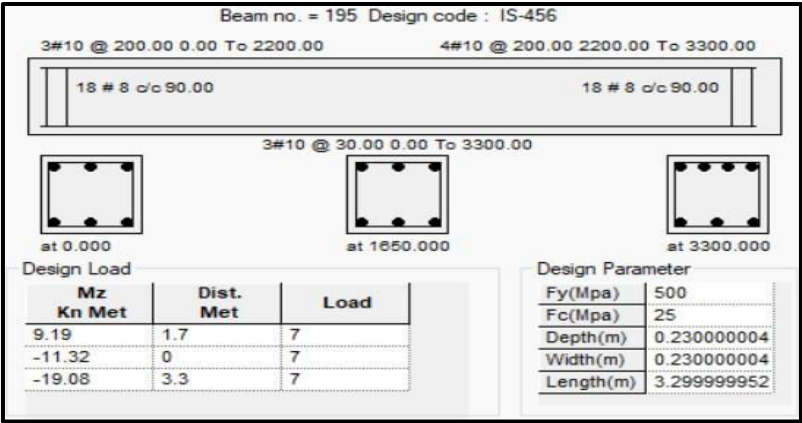 Beam no. = 195 Design code : IS-456
3#10 @ 200.00 0.00 To 2200.00 4#10 @ 200.00 2200.00 To 3300.00
18 # 8 c/c 90.00 18 # 8 c/c 90.00
3#10 @ 30.00 0.00 To 3300.00
at 0.000 at 1650.000 at 3300.000
Design Load
Mz Kn Met Dist. Met Load
9.19 1.7 7
-11.32 0 7
-19.08 3.3 7
Design Parameter
Fy(Mpa) 500
Fc(Mpa) 25
Depth(m) 0.230000004
Width(m) 0.230000004
Length(m) 3.299999952